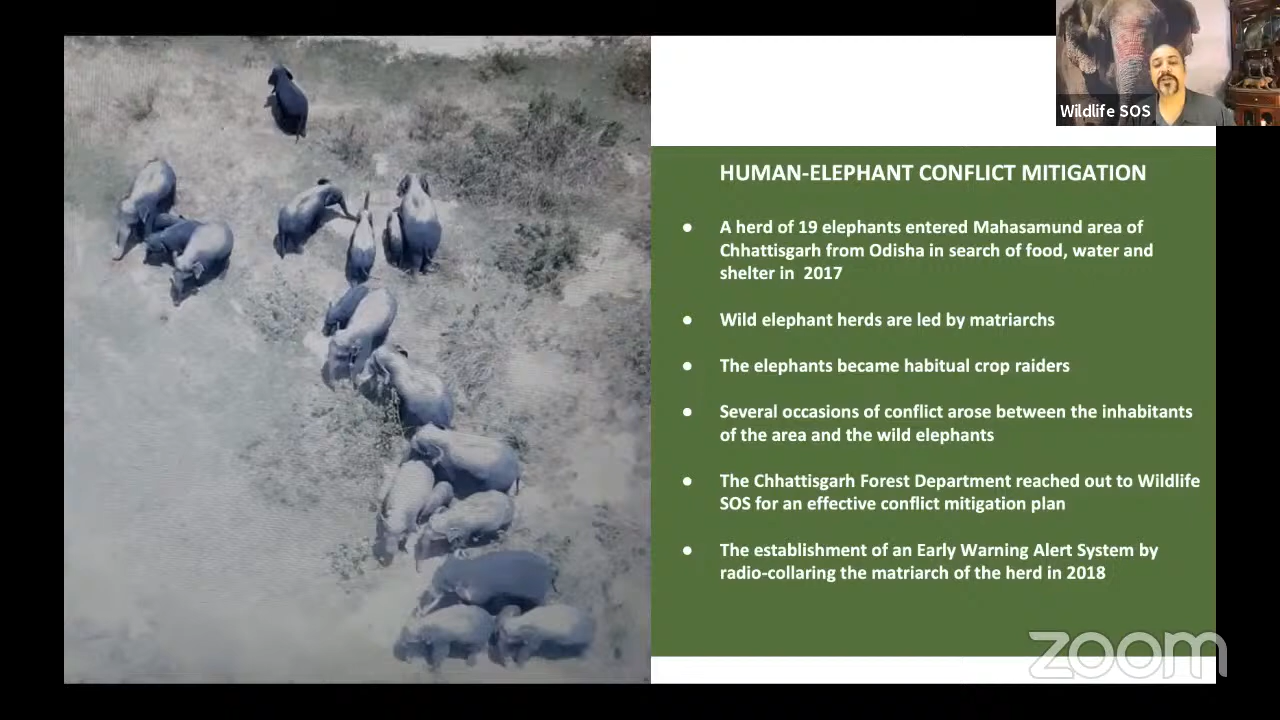 Wildlife SOS
HUMAN-ELEPHANT CONFLICT MITIGATION
● A herd of 19 elephants entered Mahasamund area of
Chhattisgarh from Odisha in search of food, water and
shelter in 2017
● Wild elephant herds are led by matriarchs
● The elephants became habitual crop raiders
● Several occasions of conflict arose between the inhabitants
of the area and the wild elephants
● The Chhattisgarh Forest Department reached out to Wildlife
SOS for an effective conflict mitigation plan
● The establishment of an Early Warning Alert System by
radio-collaring the matriarch of the herd in 2018
zoom